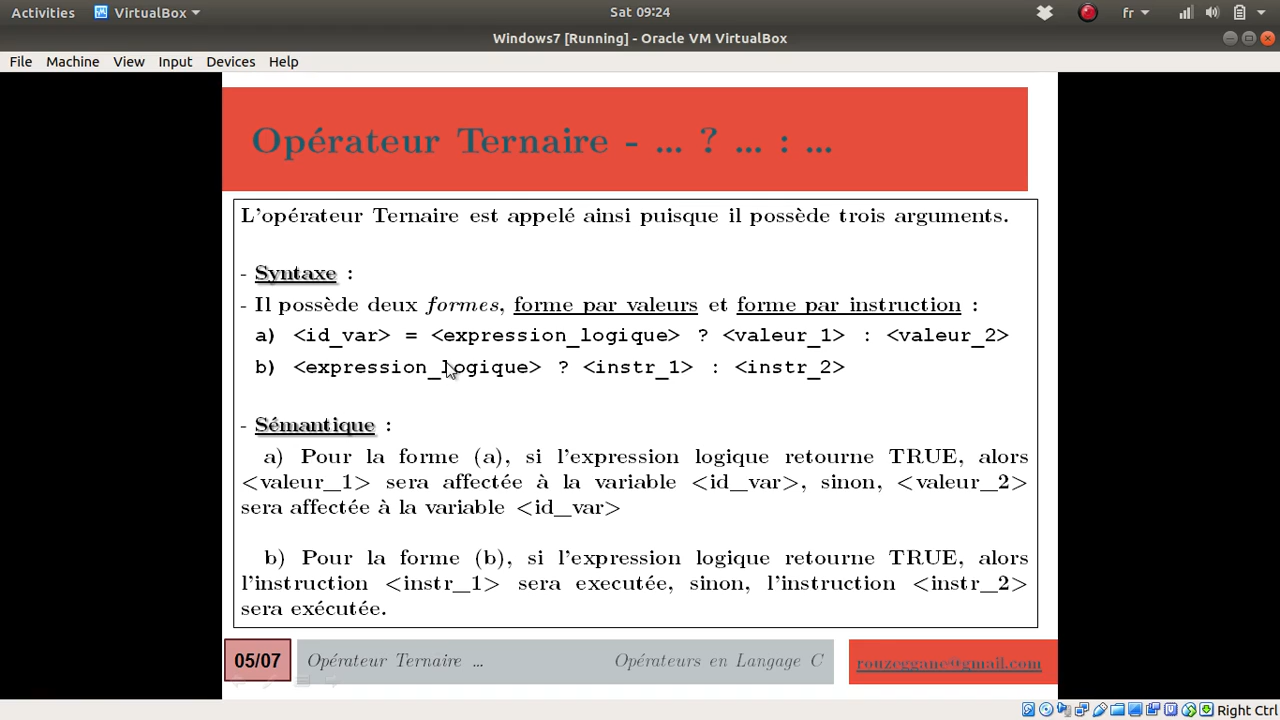 Activities VirtualBox Sat 09:24 fr
Windows7 [Running] - Oracle VM VirtualBox
File Machine View Input Devices Help
Opérateur Ternaire - ... ? ... : ...
L'opérateur Ternaire est appelé ainsi puisque il possède trois arguments.
- Syntaxe :
- Il possède deux formes, forme par valeurs et forme par instruction :
a) <id_var> = <expression_logique> ? <valeur_1> : <valeur_2>
b) <expression_logique> ? <instr_1> : <instr_2>
- Sémantique :
a) Pour la forme (a), si l'expression logique retourne TRUE, alors
<valeur_1> sera affectée à la variable <id_var>, sinon, <valeur_2>
sera affectée à la variable <id_var>
b) Pour la forme (b), si l'expression logique retourne TRUE, alors
l'instruction <instr_1> sera executée, sinon, l'instruction <instr_2>
sera exécutée.
05/07 Opérateur Ternaire ... Opérateurs en Langage C rouzeggane@gmail.com
Right Ctrl